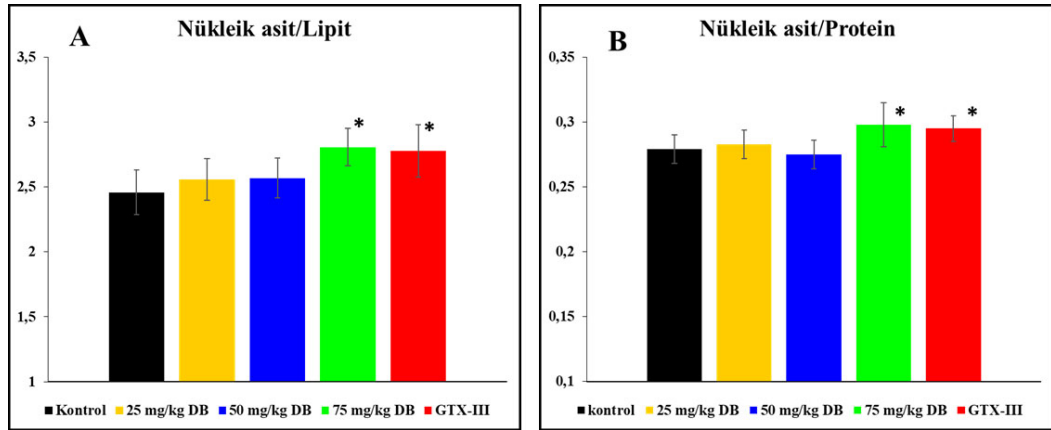 A
Nükleik asit/Lipit
3,5
3
2,5
2
1,5
1
*
*
Kontrol 25 mg/kg DB 50 mg/kg DB 75 mg/kg DB GTX-III
B
Nükleik asit/Protein
0,35
0,3
0,25
0,2
0,15
0,1
*
*
kontrol 25 mg/kg DB 50 mg/kg DB 75 mg/kg DB GTX-III